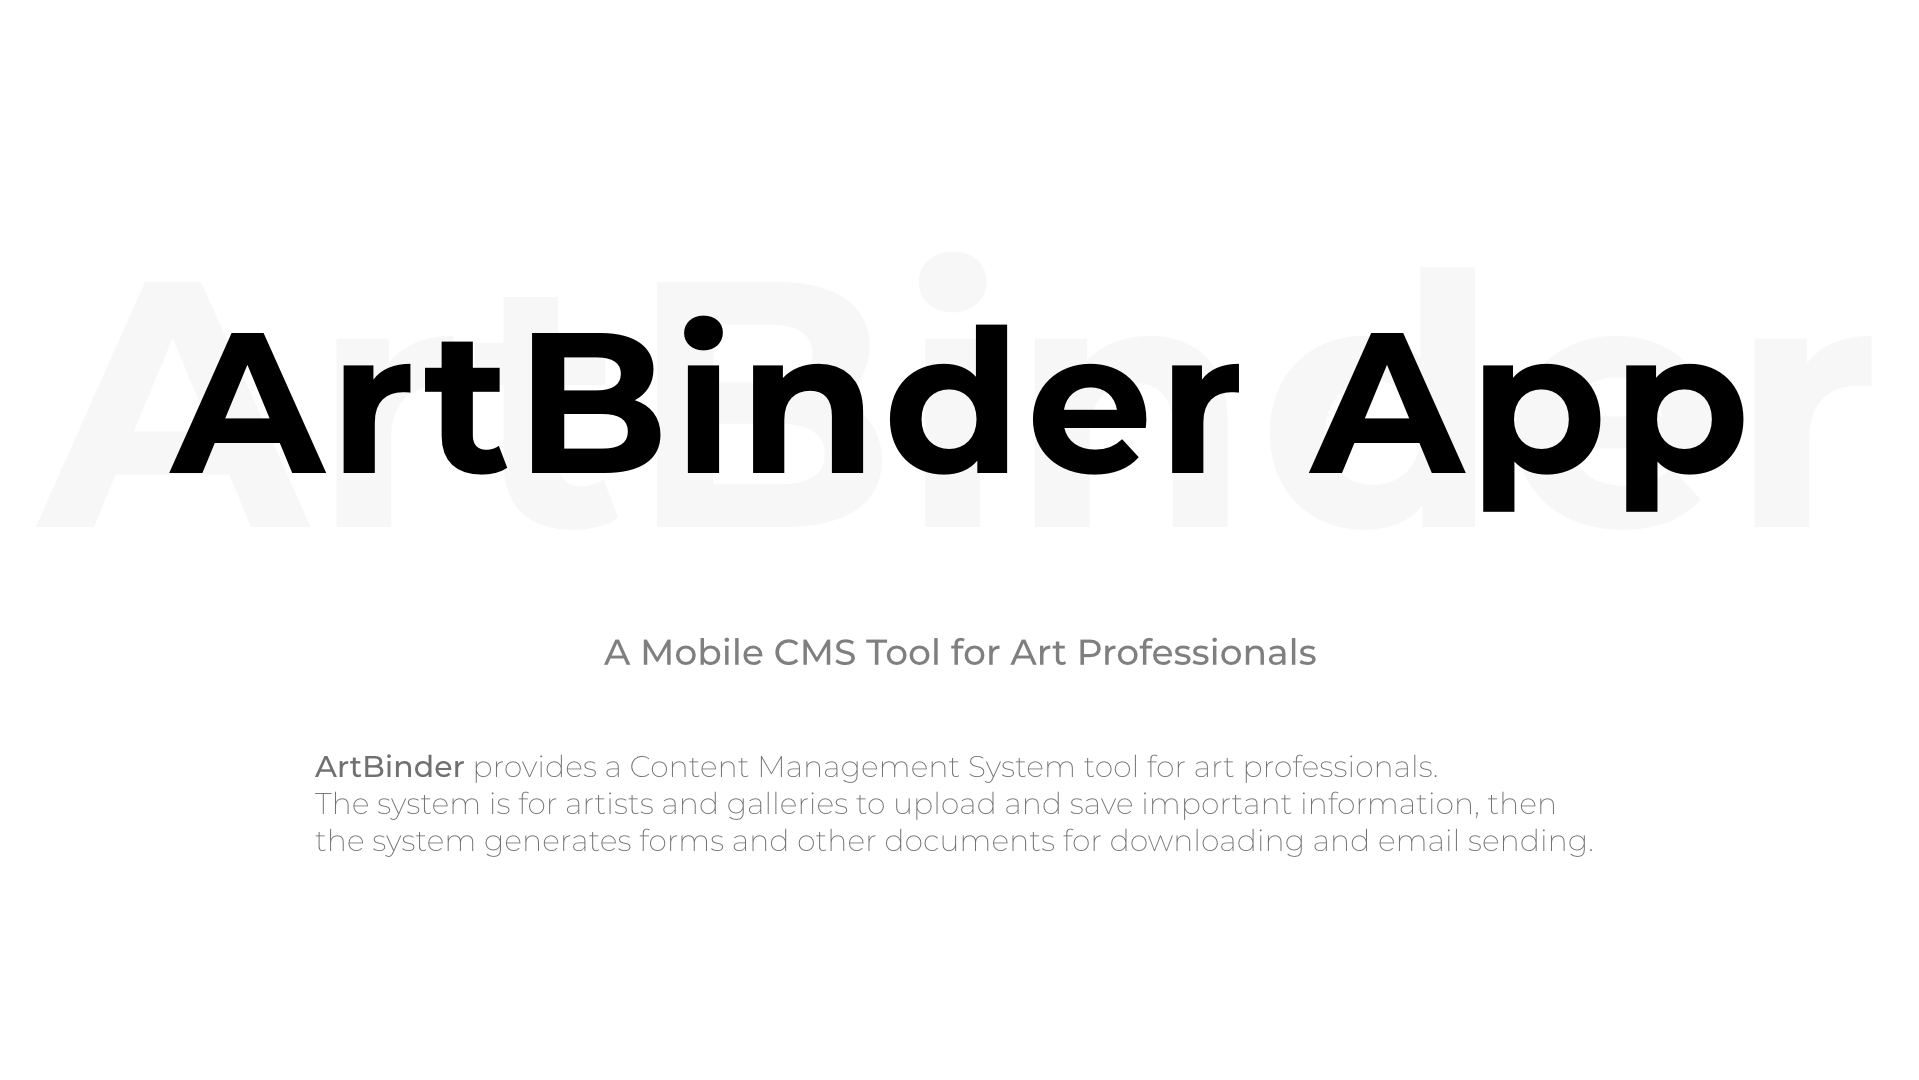 ArtBinder
ArtBinder App
A Mobile CMS Tool for Art Professionals
ArtBinder provides a Content Management System tool for art professionals.
The system is for artists and galleries to upload and save important information, then
the system generates forms and other documents for downloading and email sending.